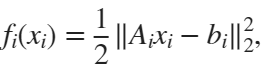 fᵢ(xᵢ) = 1/2 ‖Aᵢxᵢ − bᵢ‖₂²,